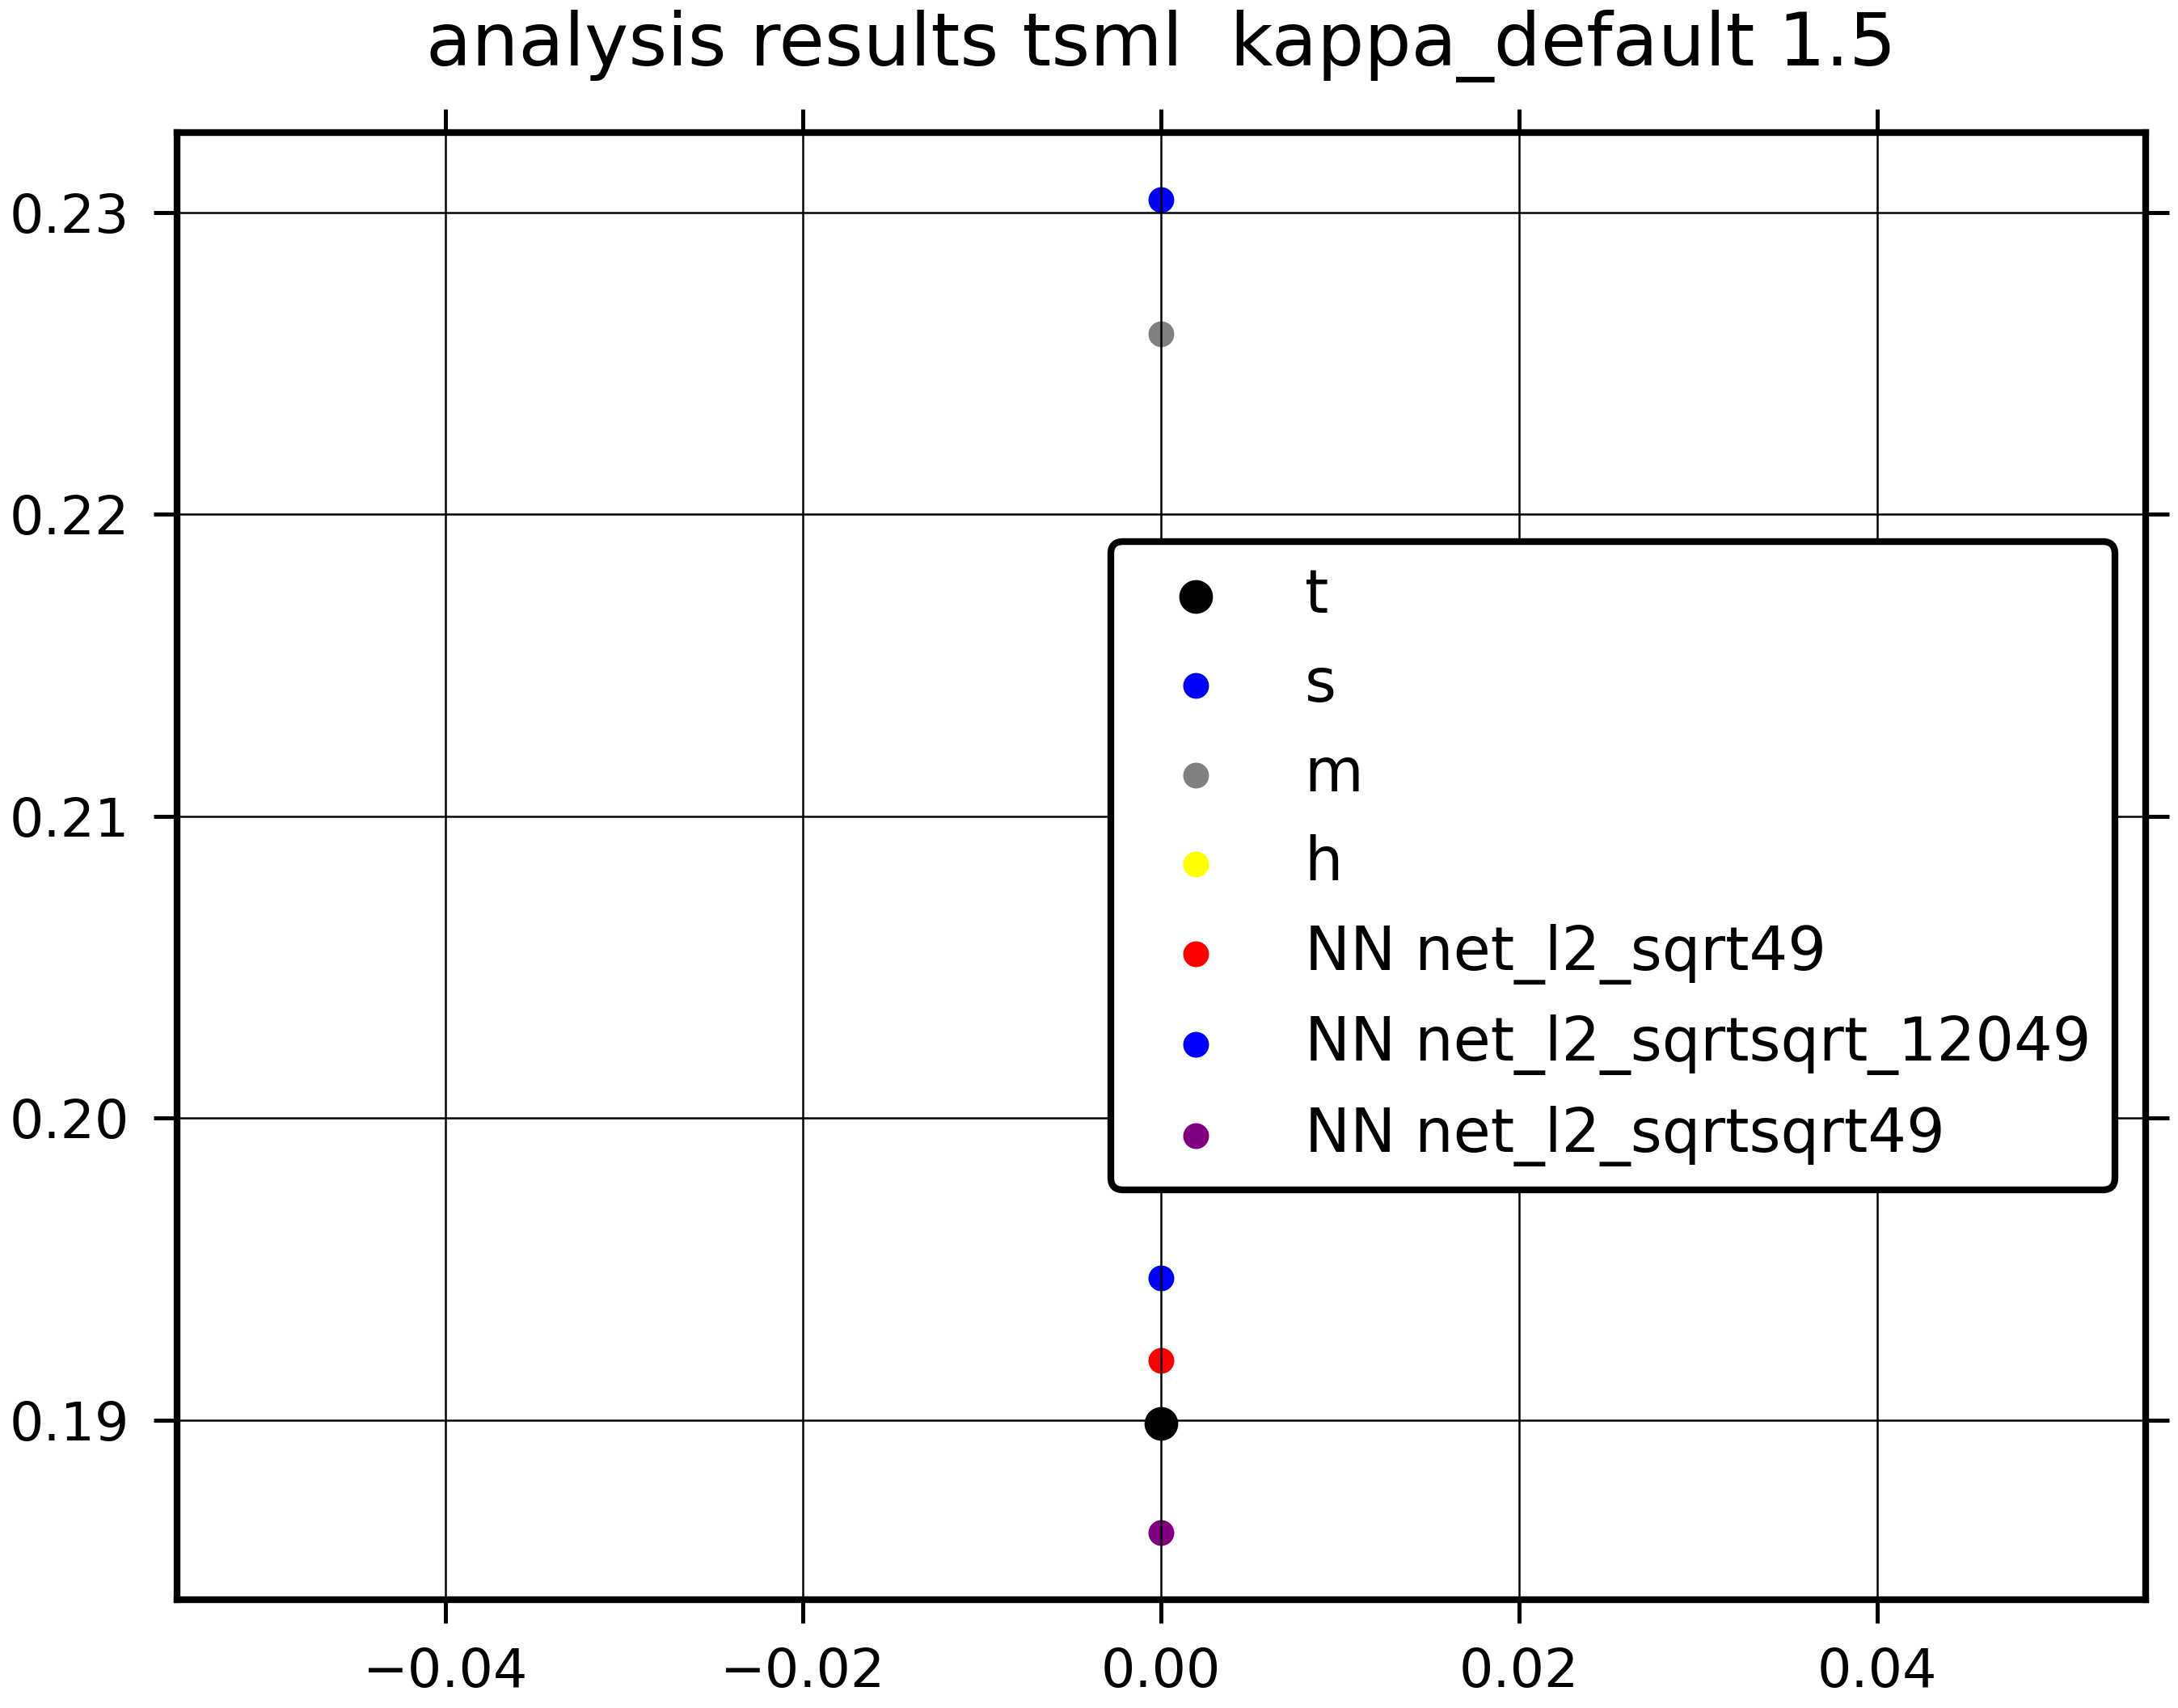 analysis results tsml  kappa_default 1.5
0.23
0.22
0.21
0.20
0.19
t
s
m
h
NN net_l2_sqrt49
NN net_l2_sqrtsqrt_12049
NN net_l2_sqrtsqrt49
−0.04 −0.02 0.00 0.02 0.04